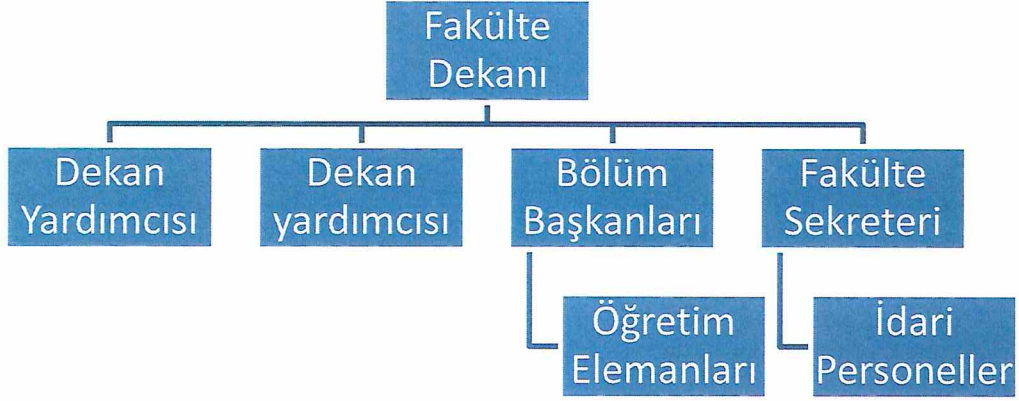 Fakülte
Dekanı
Dekan
Yardımcısı
Dekan
yardımcısı
Bölüm
Başkanları
Fakülte
Sekreteri
Öğretim
Elemanları
İdari
Personeller